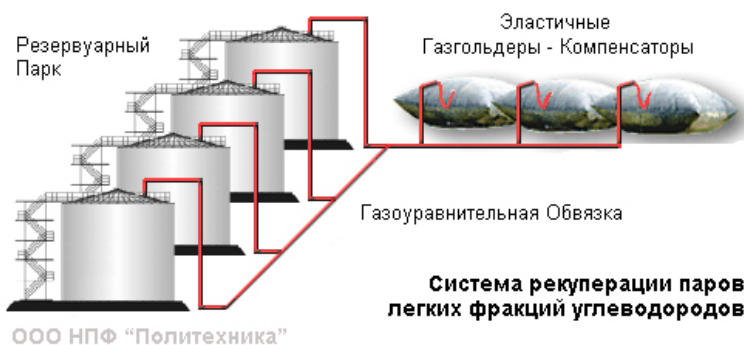 Эластичные
Газгольдеры - Компенсаторы
Резервуарный
Парк
Газоуравнительная Обвязка
Система рекуперации паров
легких фракций углеводородов
ООО НПФ “Политехника”